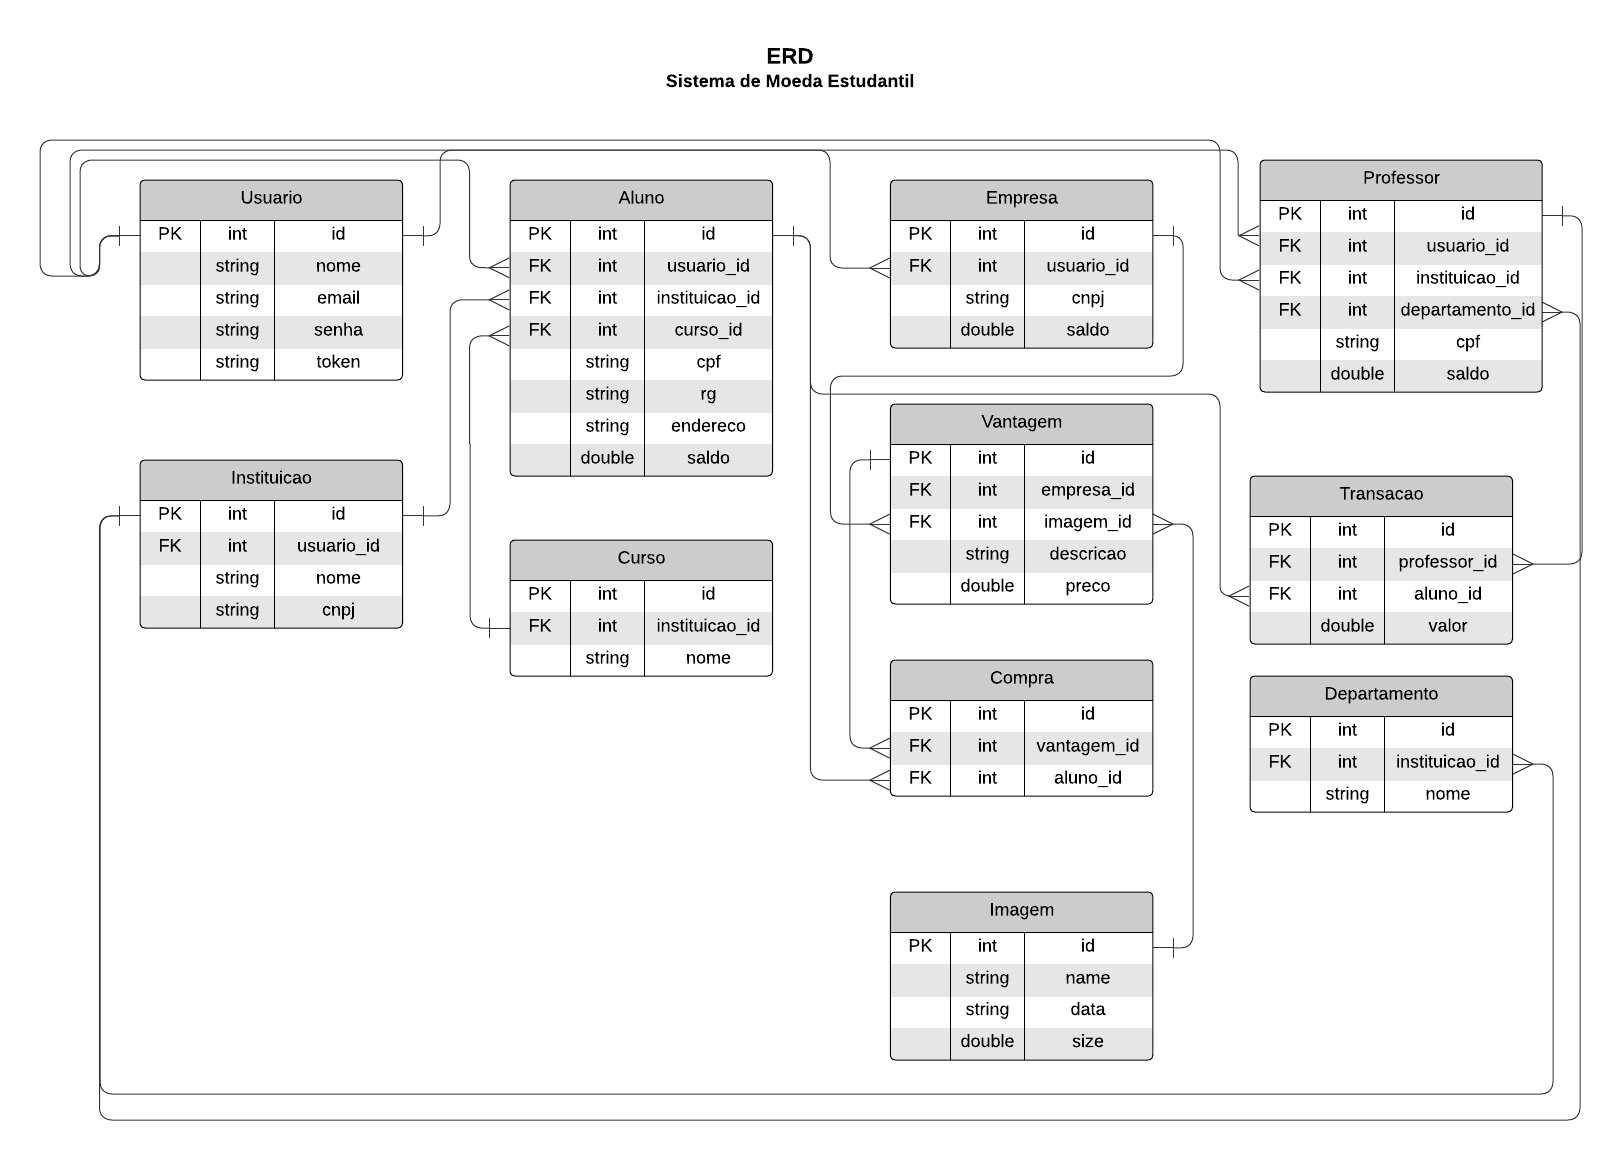 ERD
Sistema de Moeda Estudantil
Usuario
PK int id
string nome
string email
string senha
string token
Aluno
PK int id
FK int usuario_id
FK int instituicao_id
FK int curso_id
string cpf
string rg
string endereco
double saldo
Empresa
PK int id
FK int usuario_id
string cnpj
double saldo
Professor
PK int id
FK int usuario_id
FK int instituicao_id
FK int departamento_id
string cpf
double saldo
Instituicao
PK int id
FK int usuario_id
string nome
string cnpj
Curso
PK int id
FK int instituicao_id
string nome
Vantagem
PK int id
FK int empresa_id
FK int imagem_id
string descricao
double preco
Transacao
PK int id
FK int professor_id
FK int aluno_id
double valor
Compra
PK int id
FK int vantagem_id
FK int aluno_id
Departamento
PK int id
FK int instituicao_id
string nome
Imagem
PK int id
string name
string data
double size